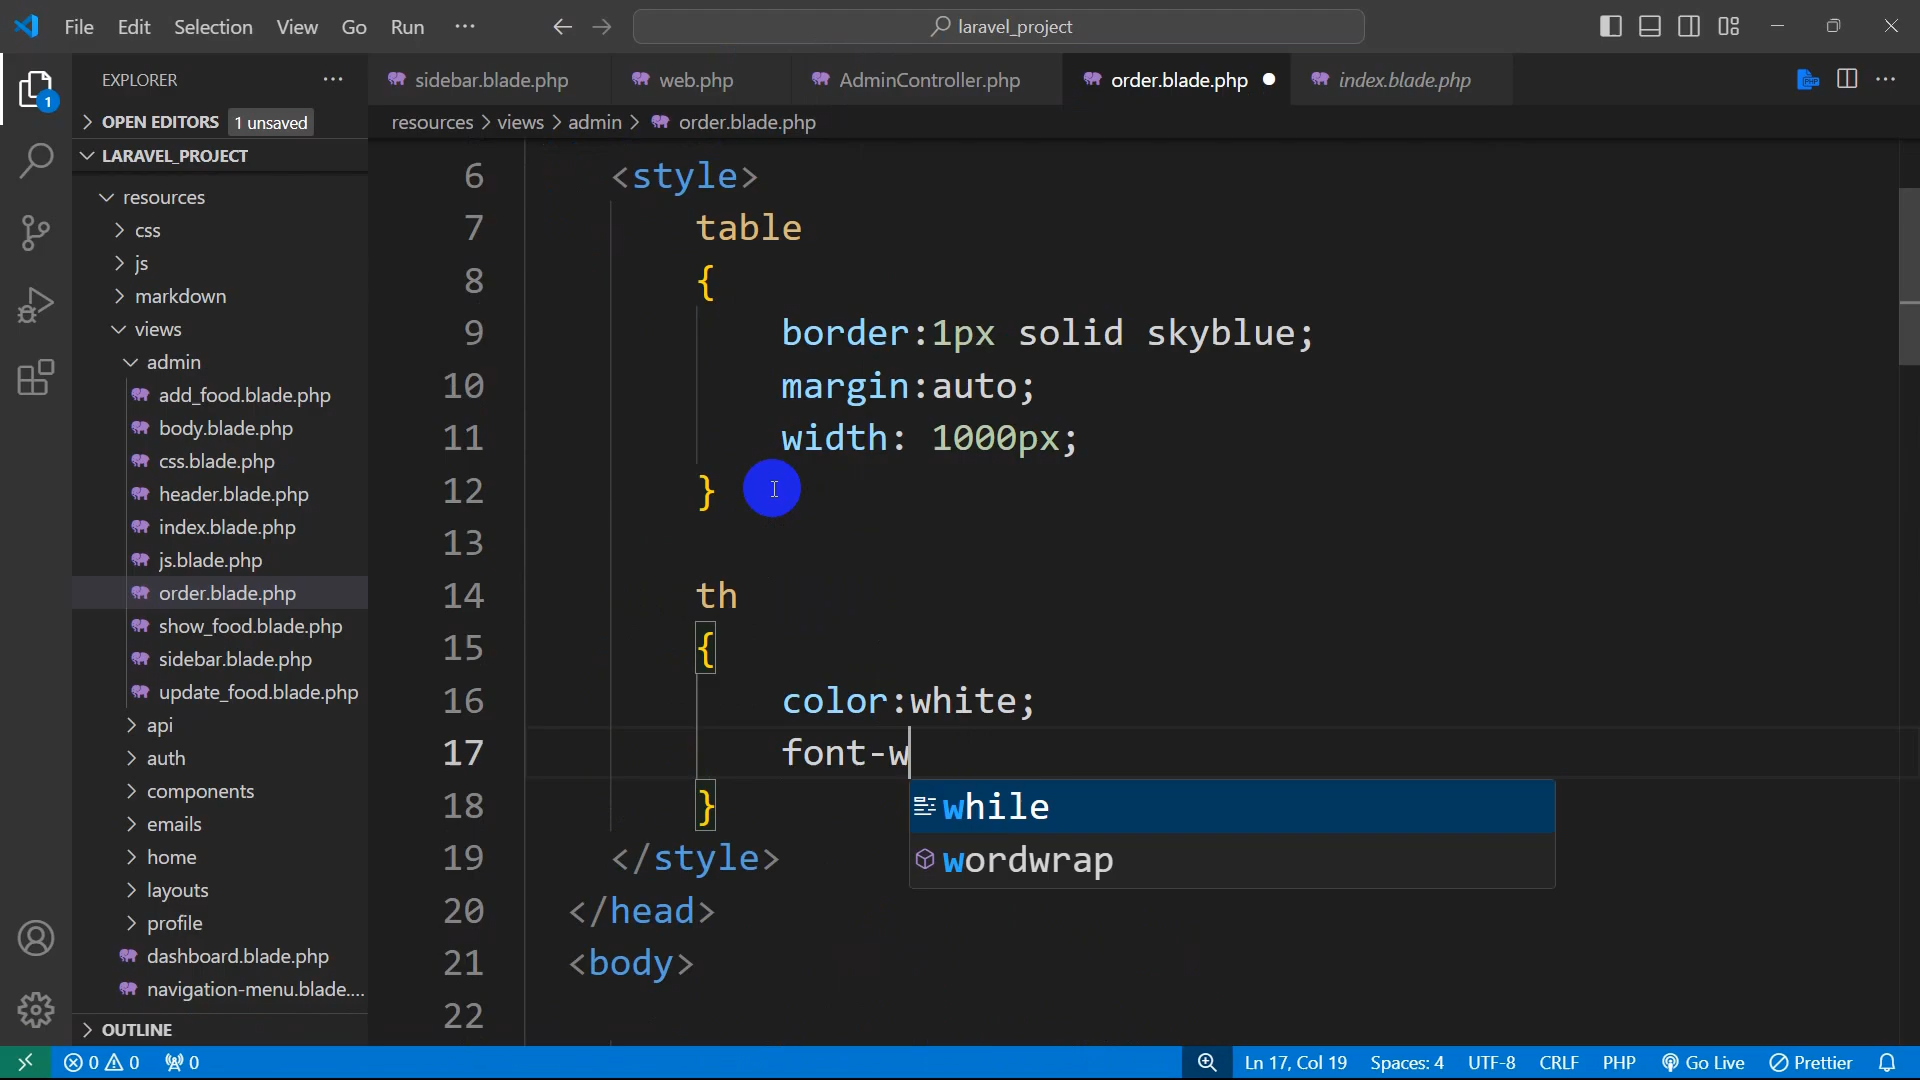 File Edit Selection View Go Run ···
laravel_project
EXPLORER ···
OPEN EDITORS 1 unsaved
LARAVEL_PROJECT
resources
css
js
markdown
views
admin
add_food.blade.php
body.blade.php
css.blade.php
header.blade.php
index.blade.php
js.blade.php
order.blade.php
show_food.blade.php
sidebar.blade.php
update_food.blade.php
api
auth
components
emails
home
layouts
profile
dashboard.blade.php
navigation-menu.blade....
OUTLINE
1
sidebar.blade.php web.php AdminController.php order.blade.php index.blade.php
PHP
resources > views > admin > order.blade.php
6 <style>
7 table
8 {
9 border:1px solid skyblue;
10 margin:auto;
11 width: 1000px;
12 }
13
14 th
15 {
16 color:white;
17 font-w
while
wordwrap
18 }
19 </style>
20 </head>
21 <body>
22
0 0 0 Ln 17, Col 19 Spaces: 4 UTF-8 CRLF PHP Go Live Prettier